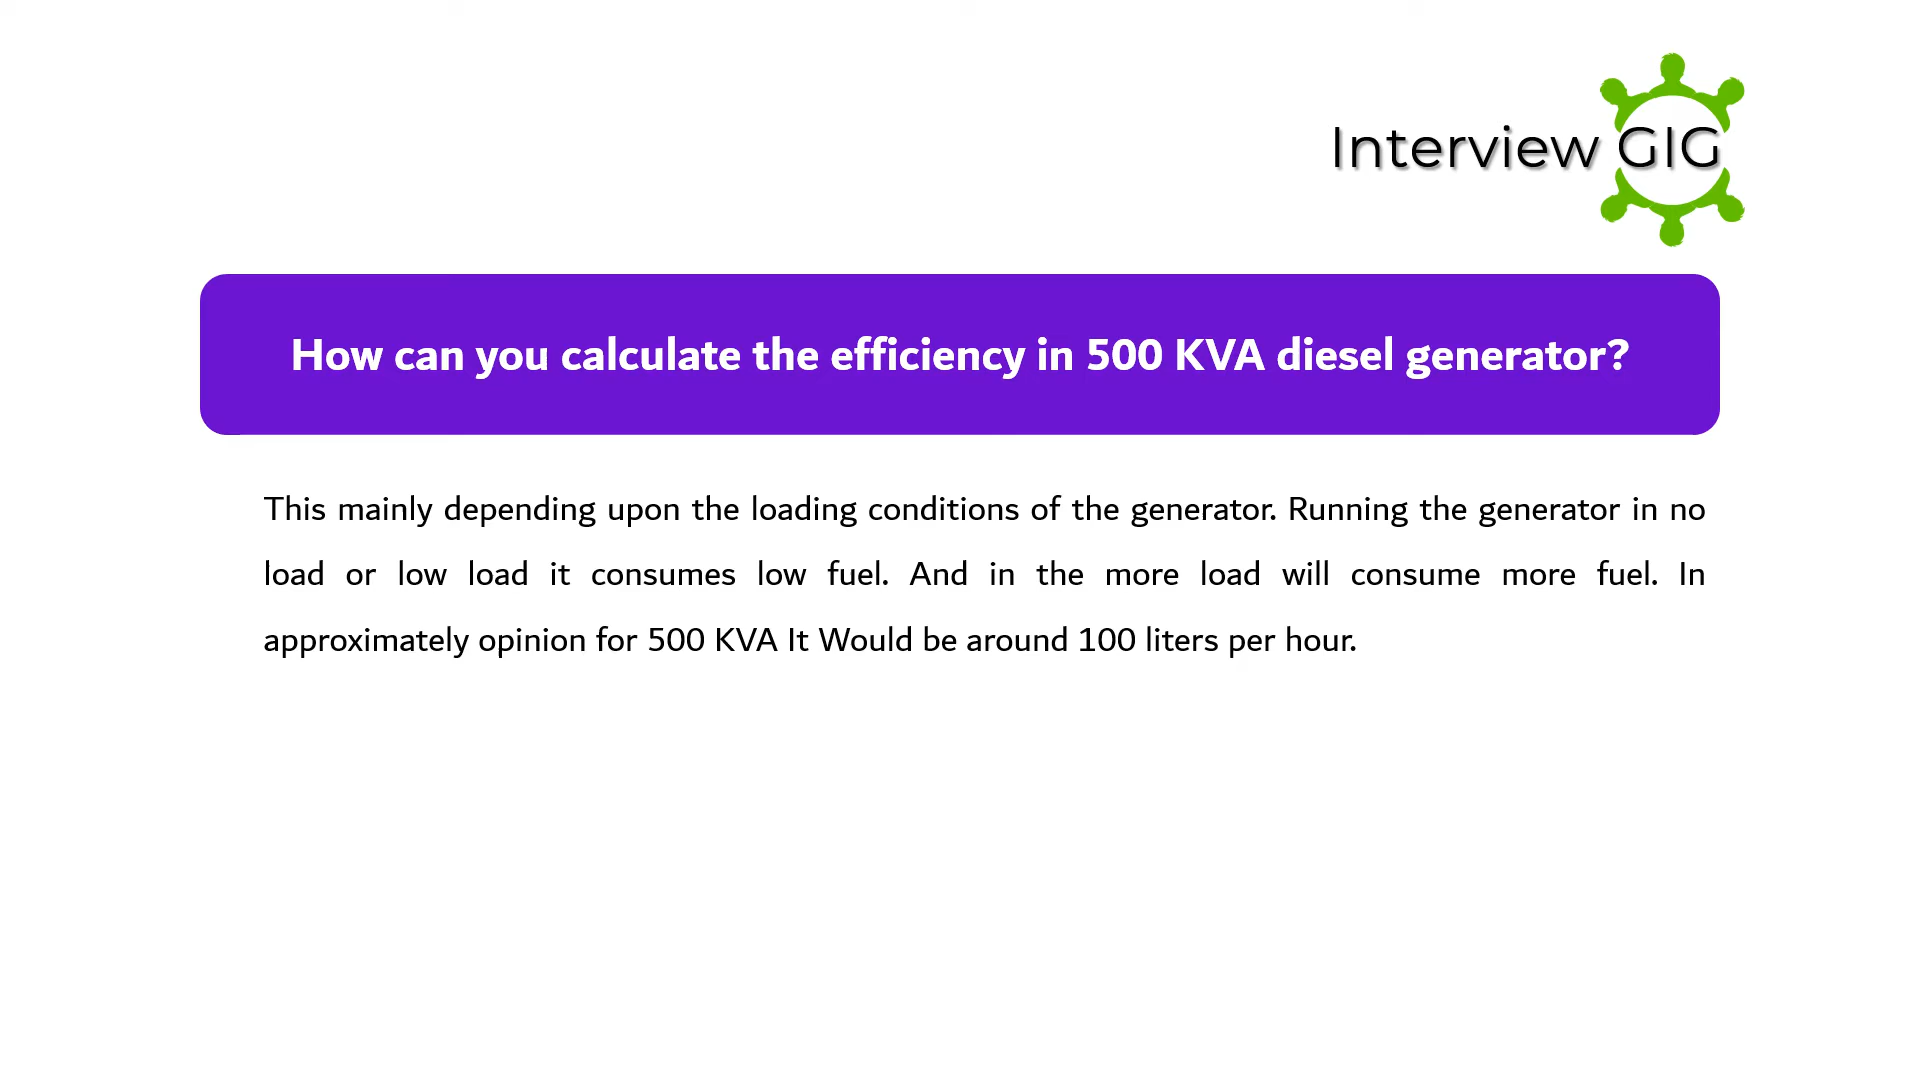 Interview GIG
How can you calculate the efficiency in 500 KVA diesel generator?
This mainly depending upon the loading conditions of the generator. Running the generator in no
load or low load it consumes low fuel. And in the more load will consume more fuel. In
approximately opinion for 500 KVA It Would be around 100 liters per hour.